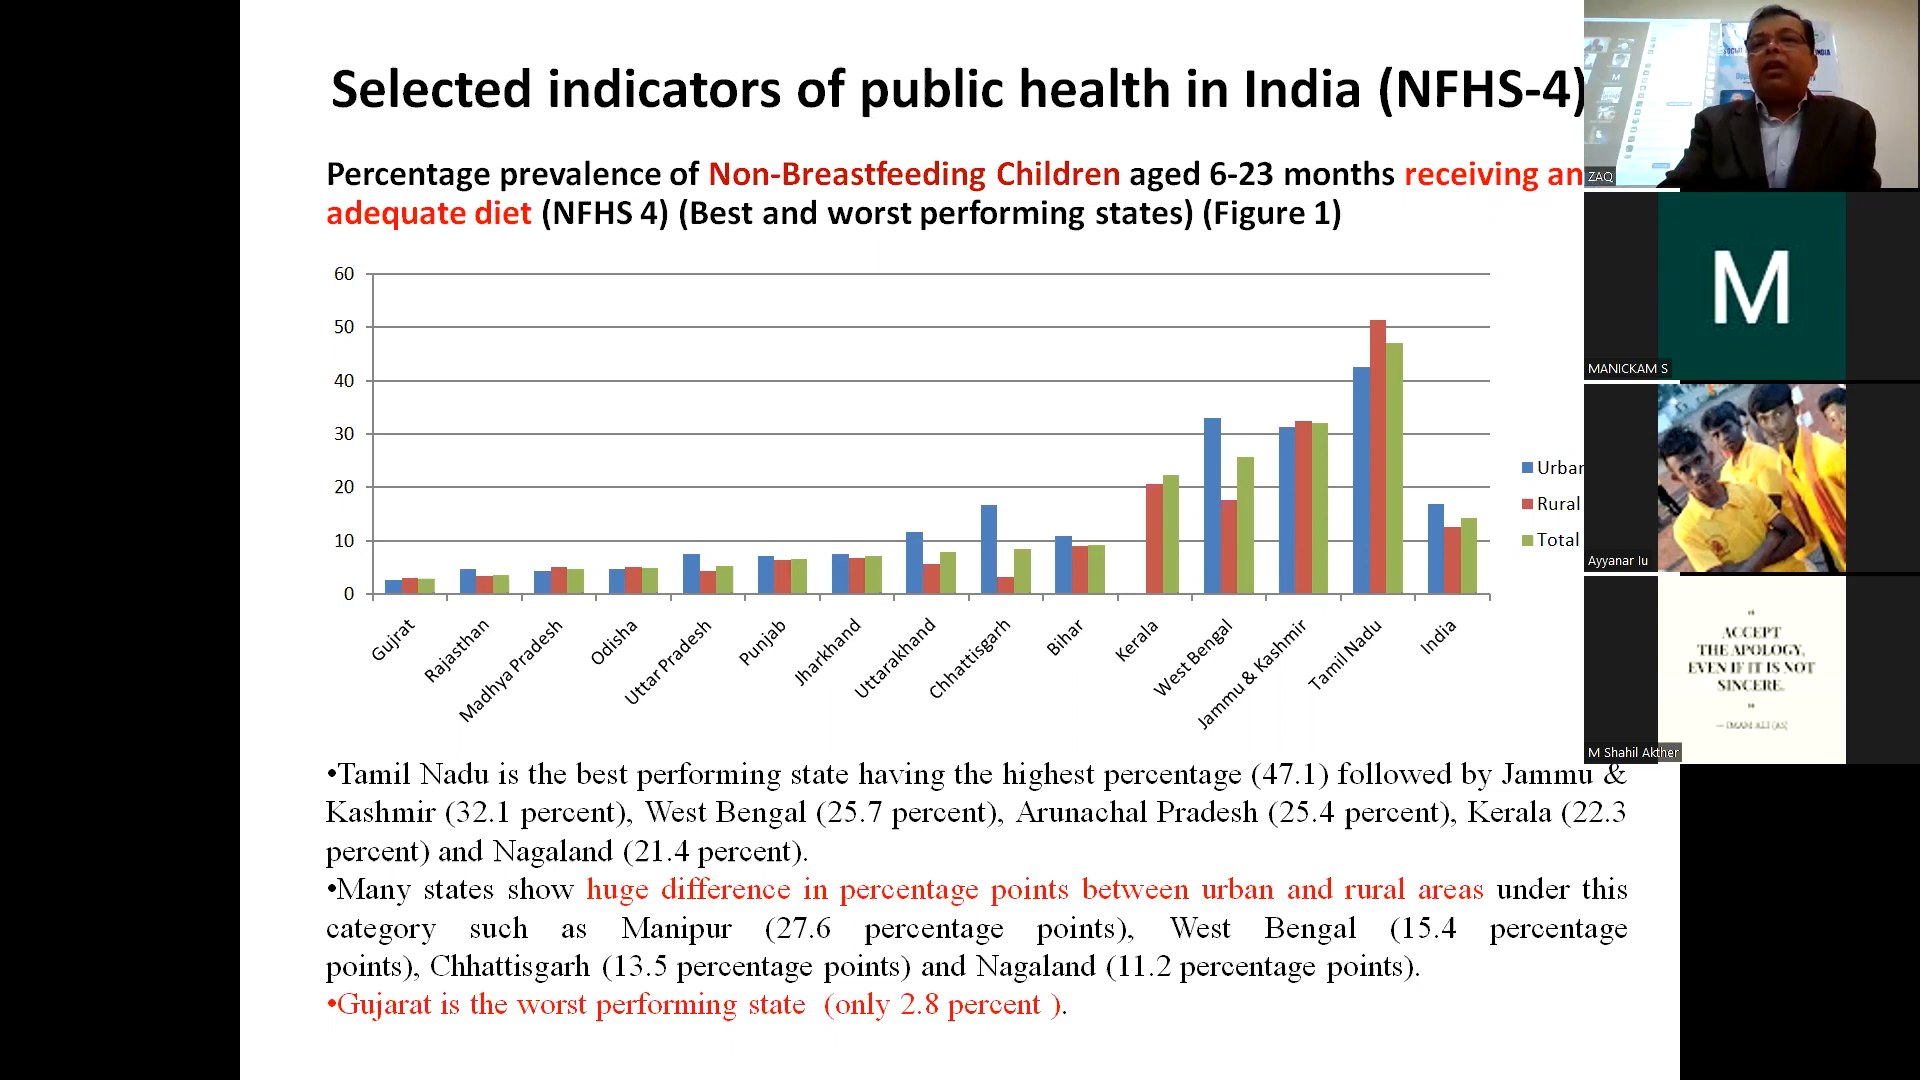 Selected indicators of public health in India (NFHS-4)
Percentage prevalence of Non-Breastfeeding Children aged 6-23 months receiving an
adequate diet (NFHS 4) (Best and worst performing states) (Figure 1)
60
50
40
30
20
10
0
Gujrat
Rajasthan
Madhya Pradesh
Odisha
Uttar Pradesh
Punjab
Jharkhand
Uttarakhand
Chhattisgarh
Bihar
Kerala
West Bengal
Jammu & Kashmir
Tamil Nadu
India
Urban
Rural
Total
•Tamil Nadu is the best performing state having the highest percentage (47.1) followed by Jammu &
Kashmir (32.1 percent), West Bengal (25.7 percent), Arunachal Pradesh (25.4 percent), Kerala (22.3
percent) and Nagaland (21.4 percent).
•Many states show huge difference in percentage points between urban and rural areas under this
category such as Manipur (27.6 percentage points), West Bengal (15.4 percentage
points), Chhattisgarh (13.5 percentage points) and Nagaland (11.2 percentage points).
•Gujarat is the worst performing state (only 2.8 percent ).
ZAQ
M
MANICKAM S
Ayyanar Iu
"
ACCEPT
THE APOLOGY,
EVEN IF IT IS NOT
SINCERE.
"
— IMAM ALI (AS)
M Shahil Akther